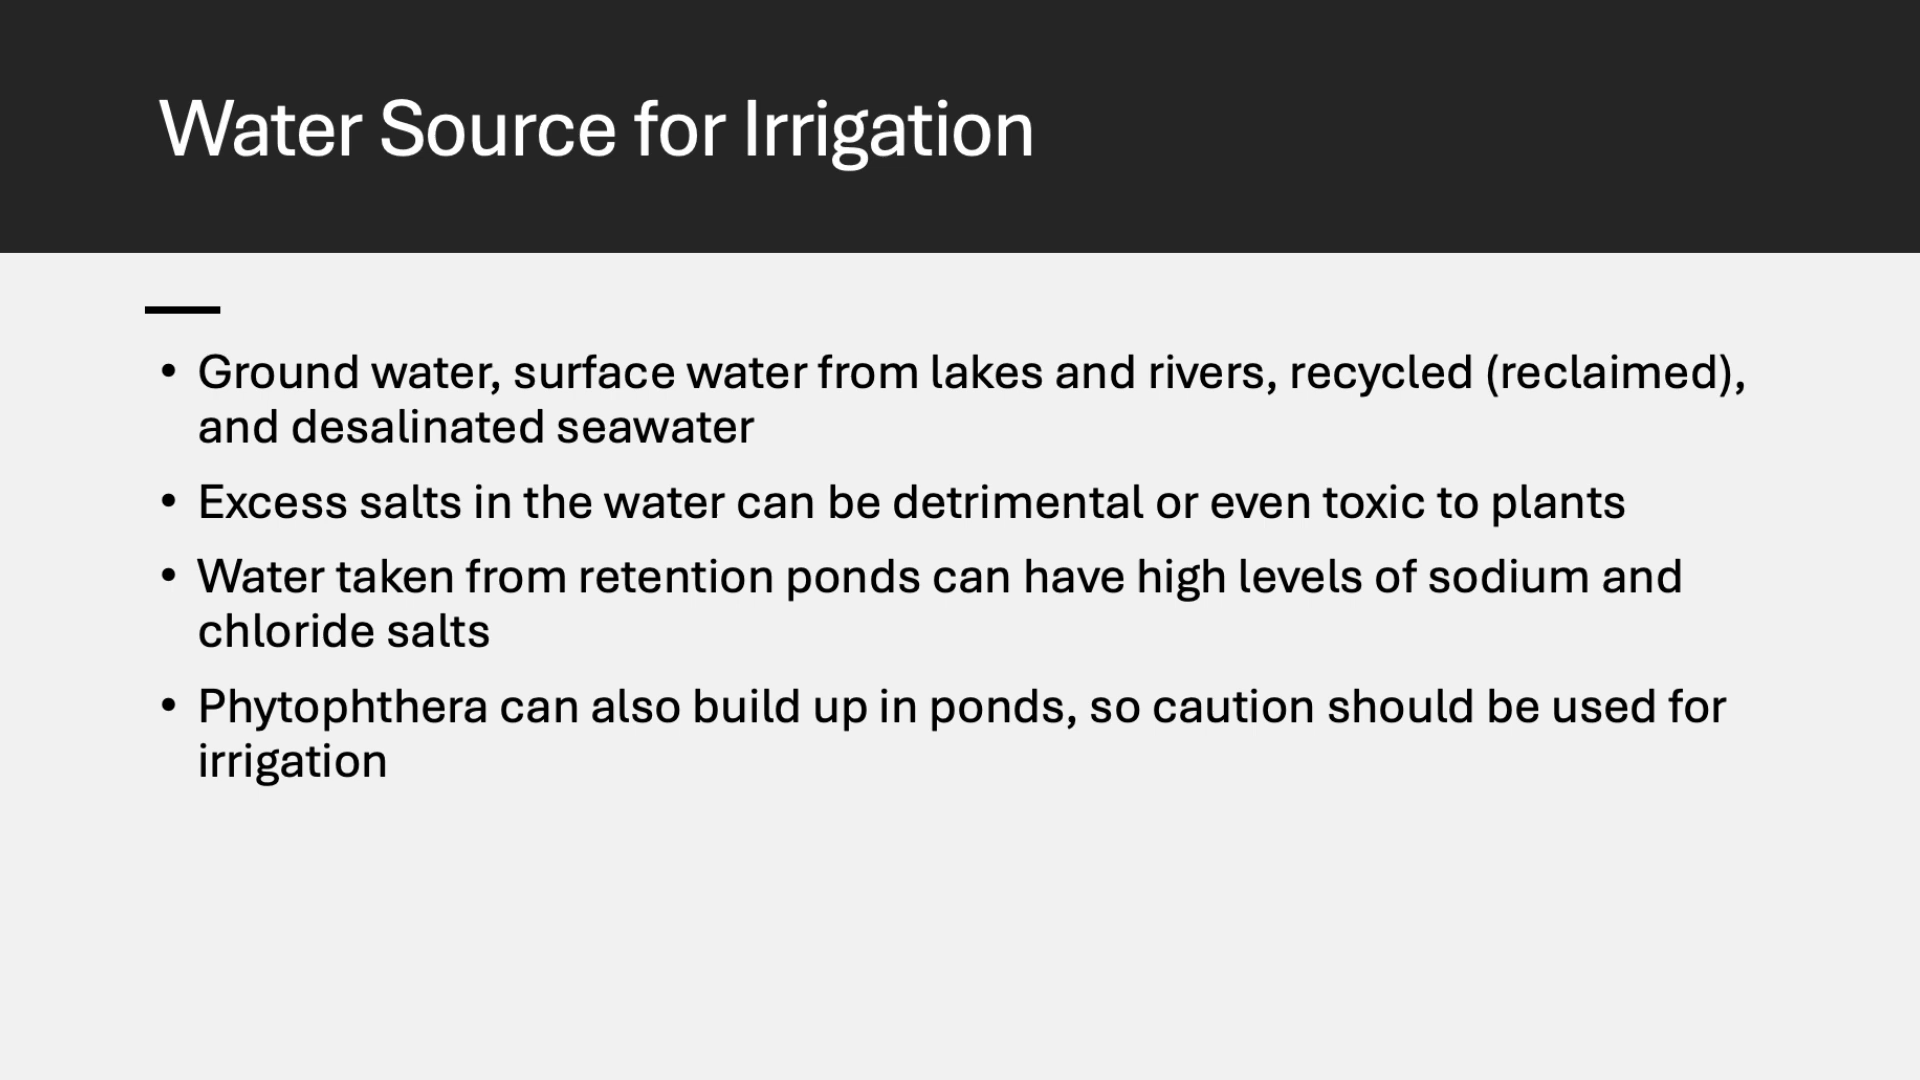 Water Source for Irrigation
• Ground water, surface water from lakes and rivers, recycled (reclaimed),
and desalinated seawater
• Excess salts in the water can be detrimental or even toxic to plants
• Water taken from retention ponds can have high levels of sodium and
chloride salts
• Phytophthera can also build up in ponds, so caution should be used for
irrigation